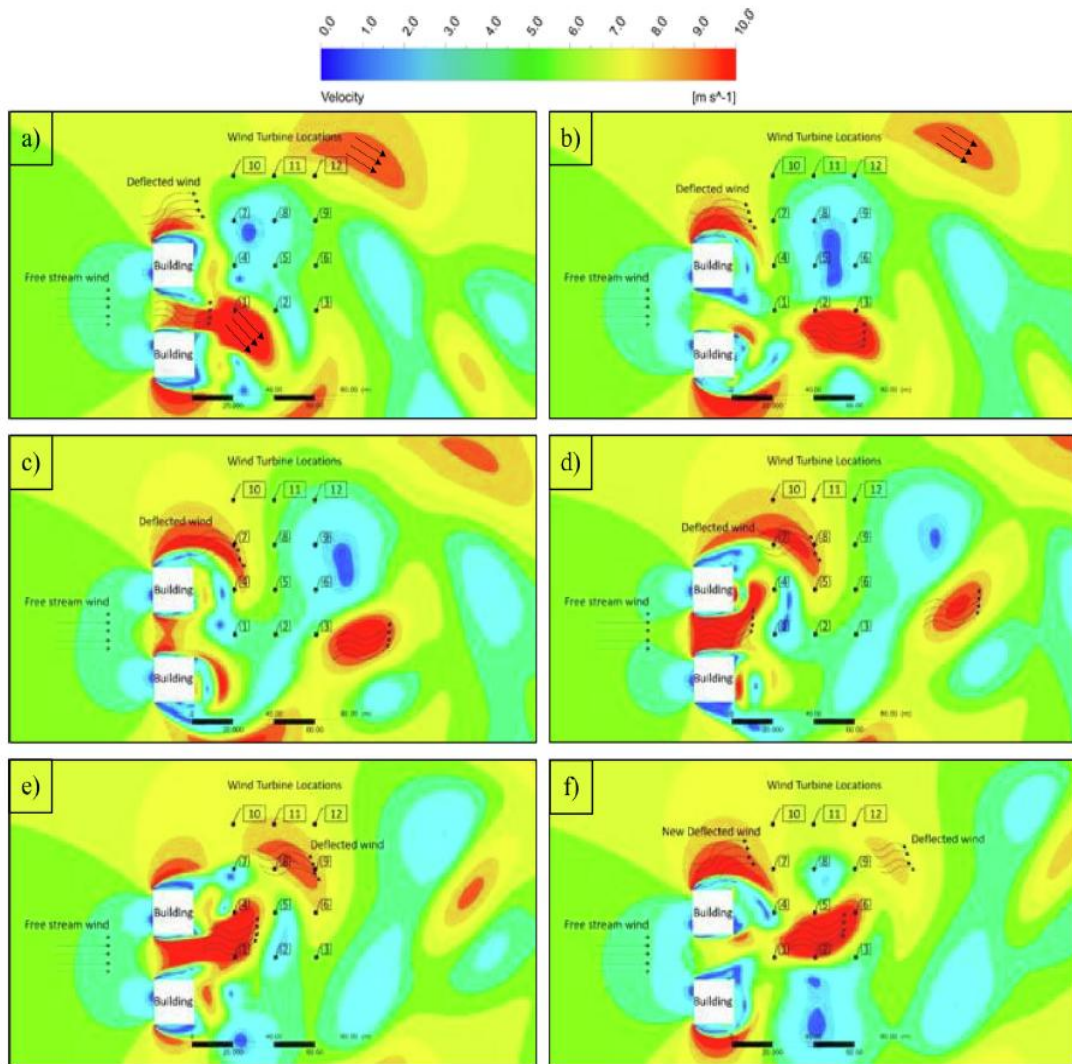 0.0 1.0 2.0 3.0 4.0 5.0 6.0 7.0 8.0 9.0 10.0
Velocity [m s^-1]
a)
Wind Turbine Locations
10 11 12
Deflected wind
7 8 9
Building
4 5 6
Free stream wind
1 2 3
Building
b)
Wind Turbine Locations
10 11 12
Deflected wind
7 8 9
Building
4 5 6
Free stream wind
1 2 3
Building
c)
Wind Turbine Locations
10 11 12
Deflected wind
7 8 9
Building
4 5 6
Free stream wind
1 2 3
Building
d)
Wind Turbine Locations
10 11 12
Deflected wind
7 8 9
Building
4 5 6
Free stream wind
1 2 3
Building
e)
Wind Turbine Locations
10 11 12
Deflected wind
7 8 9
Building
4 5 6
Free stream wind
1 2 3
Building
f)
Wind Turbine Locations
10 11 12
New Deflected wind Deflected wind
7 8 9
Building
4 5 6
Free stream wind
1 2 3
Building